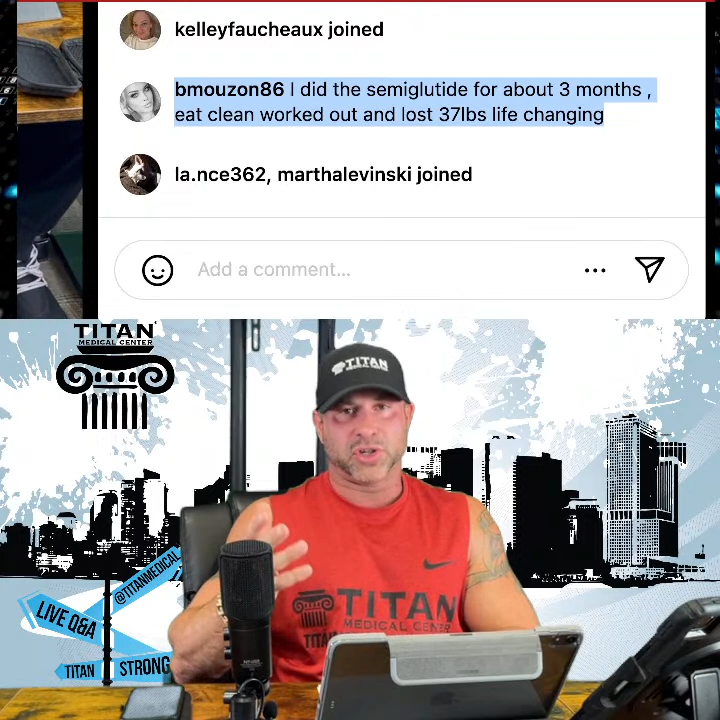 kelleyfaucheaux joined
bmouzon86 I did the semiglutide for about 3 months ,
eat clean worked out and lost 37lbs life changing
la.nce362, marthalevinski joined
Add a comment...
TITAN
MEDICAL CENTER
TITAN
@TITANMEDICAL
LIVE Q&A
TITAN
STRONG
TITAN
MEDICAL CENTER
TITAN